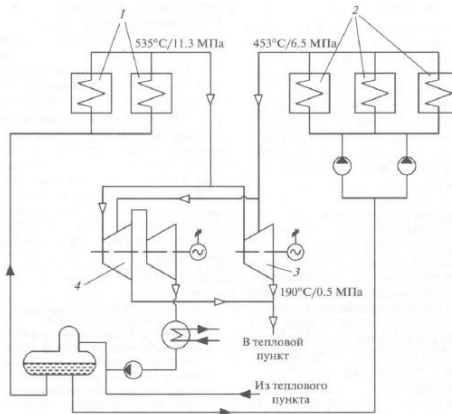 1
2
535°С/11.3 МПа
453°С/6.5 МПа
4
3
190°С/0.5 МПа
В тепловой
пункт
Из теплового
пункта